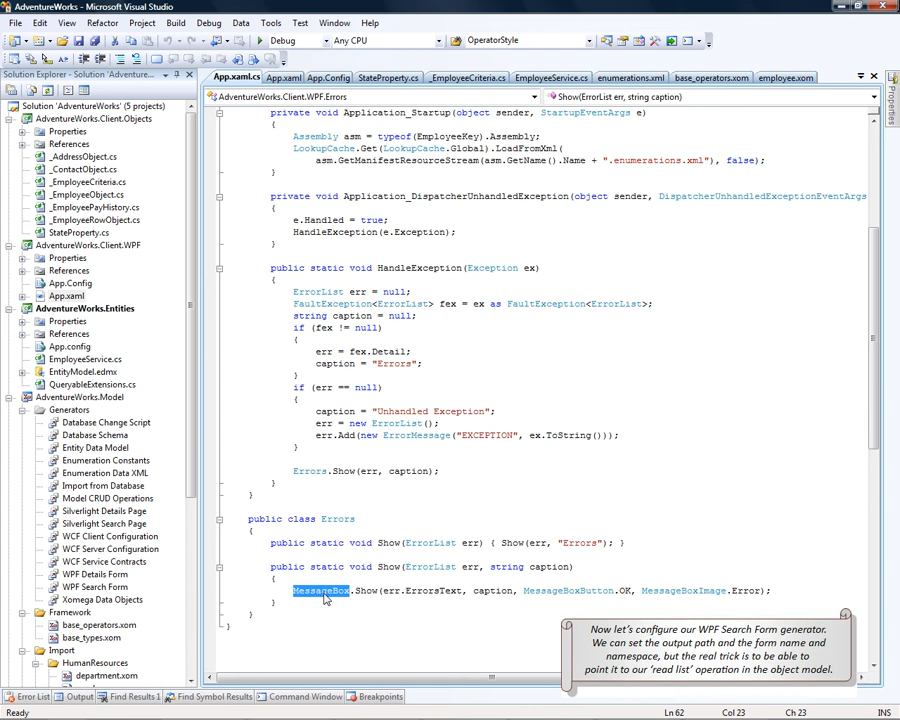 AdventureWorks - Microsoft Visual Studio
File Edit View Refactor Project Build Debug Data Tools Test Window Help
Debug Any CPU OperatorStyle
Solution Explorer - Solution 'Adventure...
App.xaml.cs App.xaml App.Config StateProperty.cs _EmployeeCriteria.cs EmployeeService.cs enumerations.xml base_operators.xom employee.xom
AdventureWorks.Client.WPF.Errors Show(ErrorList err, string caption)
Properties
Solution 'AdventureWorks' (5 projects)
AdventureWorks.Client.Objects
Properties
References
_AddressObject.cs
_ContactObject.cs
_EmployeeCriteria.cs
_EmployeeObject.cs
_EmployeePayHistory.cs
_EmployeeRowObject.cs
StateProperty.cs
AdventureWorks.Client.WPF
Properties
References
App.Config
App.xaml
AdventureWorks.Entities
Properties
References
App.config
EmployeeService.cs
EntityModel.edmx
QueryableExtensions.cs
AdventureWorks.Model
Generators
Database Change Script
Database Schema
Entity Data Model
Enumeration Constants
Enumeration Data XML
Import from Database
Model CRUD Operations
Silverlight Details Page
Silverlight Search Page
WCF Client Configuration
WCF Server Configuration
WCF Service Contracts
WPF Details Form
WPF Search Form
Xomega Data Objects
Framework
base_operators.xom
base_types.xom
Import
HumanResources
department.xom
private void Application_Startup(object sender, StartupEventArgs e)
{
Assembly asm = typeof(EmployeeKey).Assembly;
LookupCache.Get(LookupCache.Global).LoadFromXml(
asm.GetManifestResourceStream(asm.GetName().Name + ".enumerations.xml"), false);
}
private void Application_DispatcherUnhandledException(object sender, DispatcherUnhandledExceptionEventArgs
{
e.Handled = true;
HandleException(e.Exception);
}
public static void HandleException(Exception ex)
{
ErrorList err = null;
FaultException<ErrorList> fex = ex as FaultException<ErrorList>;
string caption = null;
if (fex != null)
{
err = fex.Detail;
caption = "Errors";
}
if (err == null)
{
caption = "Unhandled Exception";
err = new ErrorList();
err.Add(new ErrorMessage("EXCEPTION", ex.ToString()));
}
Errors.Show(err, caption);
}
}
public class Errors
{
public static void Show(ErrorList err) { Show(err, "Errors"); }
public static void Show(ErrorList err, string caption)
{
MessageBox.Show(err.ErrorsText, caption, MessageBoxButton.OK, MessageBoxImage.Error);
}
}
}
Now let's configure our WPF Search Form generator.
We can set the output path and the form name and
namespace, but the real trick is to be able to
point it to our 'read list' operation in the object model.
Error List Output Find Results 1 Find Symbol Results Command Window Breakpoints
Ready Ln 62 Col 23 Ch 23 INS